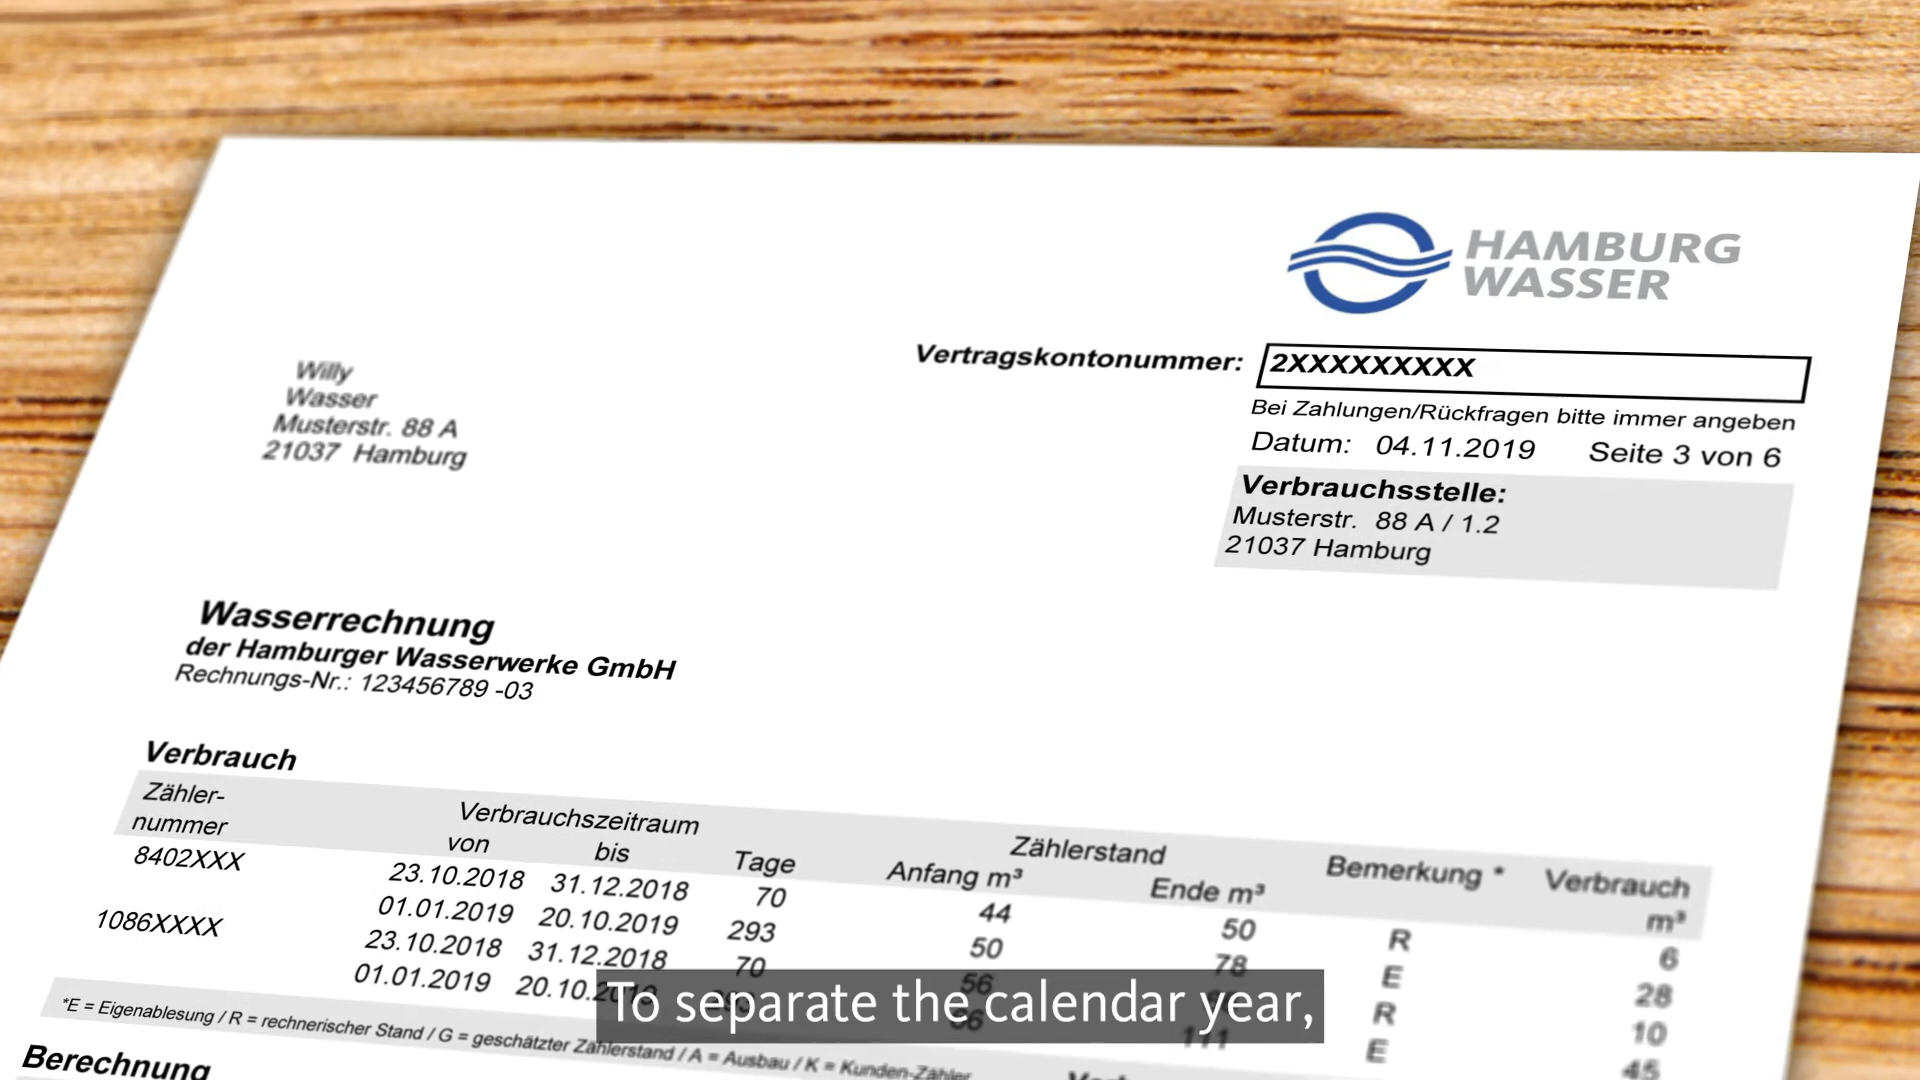 HAMBURG
WASSER
Vertragskontonummer: 2XXXXXXXXX
Bei Zahlungen/Rückfragen bitte immer angeben
Datum: 04.11.2019 Seite 3 von 6
Willy
Wasser
Musterstr. 88 A
21037 Hamburg
Verbrauchsstelle:
Musterstr. 88 A / 1.2
21037 Hamburg
Wasserrechnung
der Hamburger Wasserwerke GmbH
Rechnungs-Nr.: 123456789 -03
Verbrauch
Zähler- Verbrauchszeitraum Zählerstand Bemerkung * Verbrauch
nummer von bis Tage Anfang m³ Ende m³ m³
8402XXX 23.10.2018 31.12.2018 70 44 50 R 6
01.01.2019 20.10.2019 293 50 78 E 28
1086XXXX 23.10.2018 31.12.2018 70 56 R 10
01.01.2019 111 E 45
*E = Eigenablesung / R = rechnerischer Stand / G = geschätzter Zählerstand / A = Ausbau / K = Kunden-Zähler
Berechnung
To separate the calendar year,